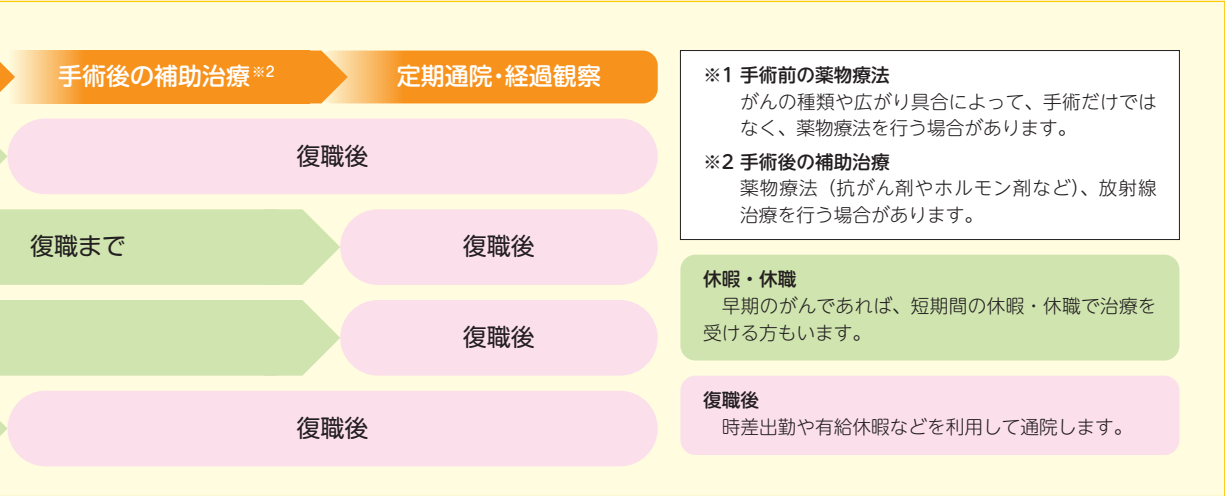 手術後の補助治療※2
定期通院・経過観察
復職後
復職まで
復職後
復職後
復職後
※1 手術前の薬物療法
がんの種類や広がり具合によって、手術だけでは
なく、薬物療法を行う場合があります。
※2 手術後の補助治療
薬物療法（抗がん剤やホルモン剤など）、放射線
治療を行う場合があります。
休暇・休職
早期のがんであれば、短期間の休暇・休職で治療を
受ける方もいます。
復職後
時差出勤や有給休暇などを利用して通院します。